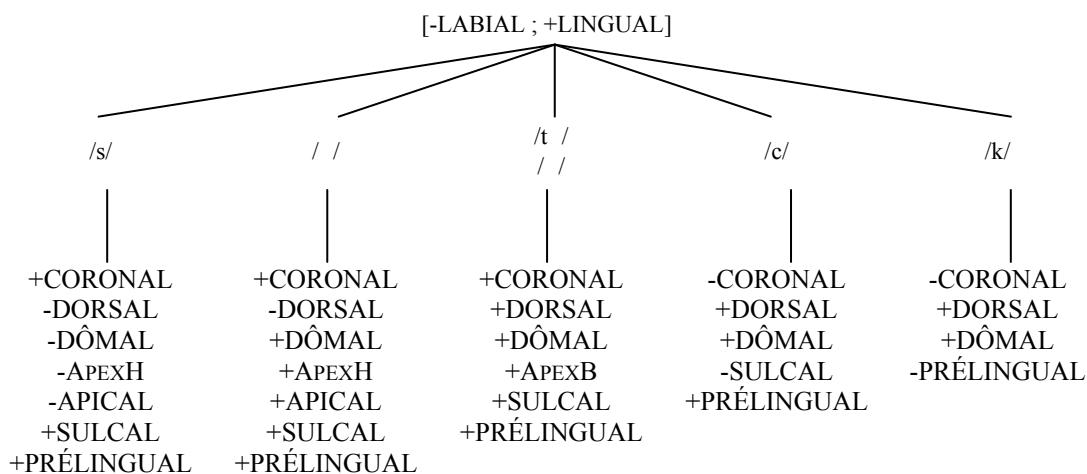 [-LABIAL ; +LINGUAL]
/s/
/ /
/t /
/ /
/c/
/k/
+CORONAL
-DORSAL
-DÔMAL
-APEXH
-APICAL
+SULCAL
+PRÉLINGUAL
+CORONAL
-DORSAL
+DÔMAL
+APEXH
+APICAL
+SULCAL
+PRÉLINGUAL
+CORONAL
+DORSAL
+DÔMAL
+APEXB
+SULCAL
+PRÉLINGUAL
-CORONAL
+DORSAL
+DÔMAL
-SULCAL
+PRÉLINGUAL
-CORONAL
+DORSAL
+DÔMAL
-PRÉLINGUAL